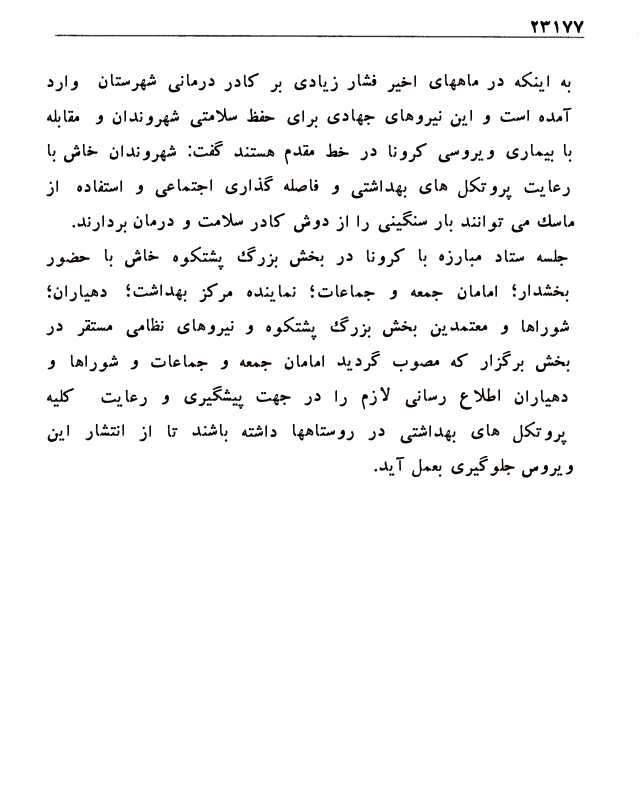 ۲۳۱۷۷
به اینکه در ماههای اخیر فشار زیادی بر کادر درمانی شهرستان وارد
آمده است و این نیروهای جهادی برای حفظ سلامتی شهروندان و مقابله
با بیماری ویروسی کرونا در خط مقدم هستند گفت: شهروندان خاش با
رعایت پروتکل های بهداشتی و فاصله گذاری اجتماعی و استفاده از
ماسك می توانند بار سنگینی را از دوش کادر سلامت و درمان بردارند.
جلسه ستاد مبارزه با کرونا در بخش بزرگ پشتکوه خاش با حضور
بخشدار؛ امامان جمعه و جماعات؛ نماینده مرکز بهداشت؛ دهیاران؛
شوراها و معتمدین بخش بزرگ پشتکوه و نیروهای نظامی مستقر در
بخش برگزار که مصوب گردید امامان جمعه و جماعات و شوراها و
دهیاران اطلاع رسانی لازم را در جهت پیشگیری و رعایت کلیه
پروتکل های بهداشتی در روستاهها داشته باشند تا از انتشار این
ویروس جلوگیری بعمل آید.